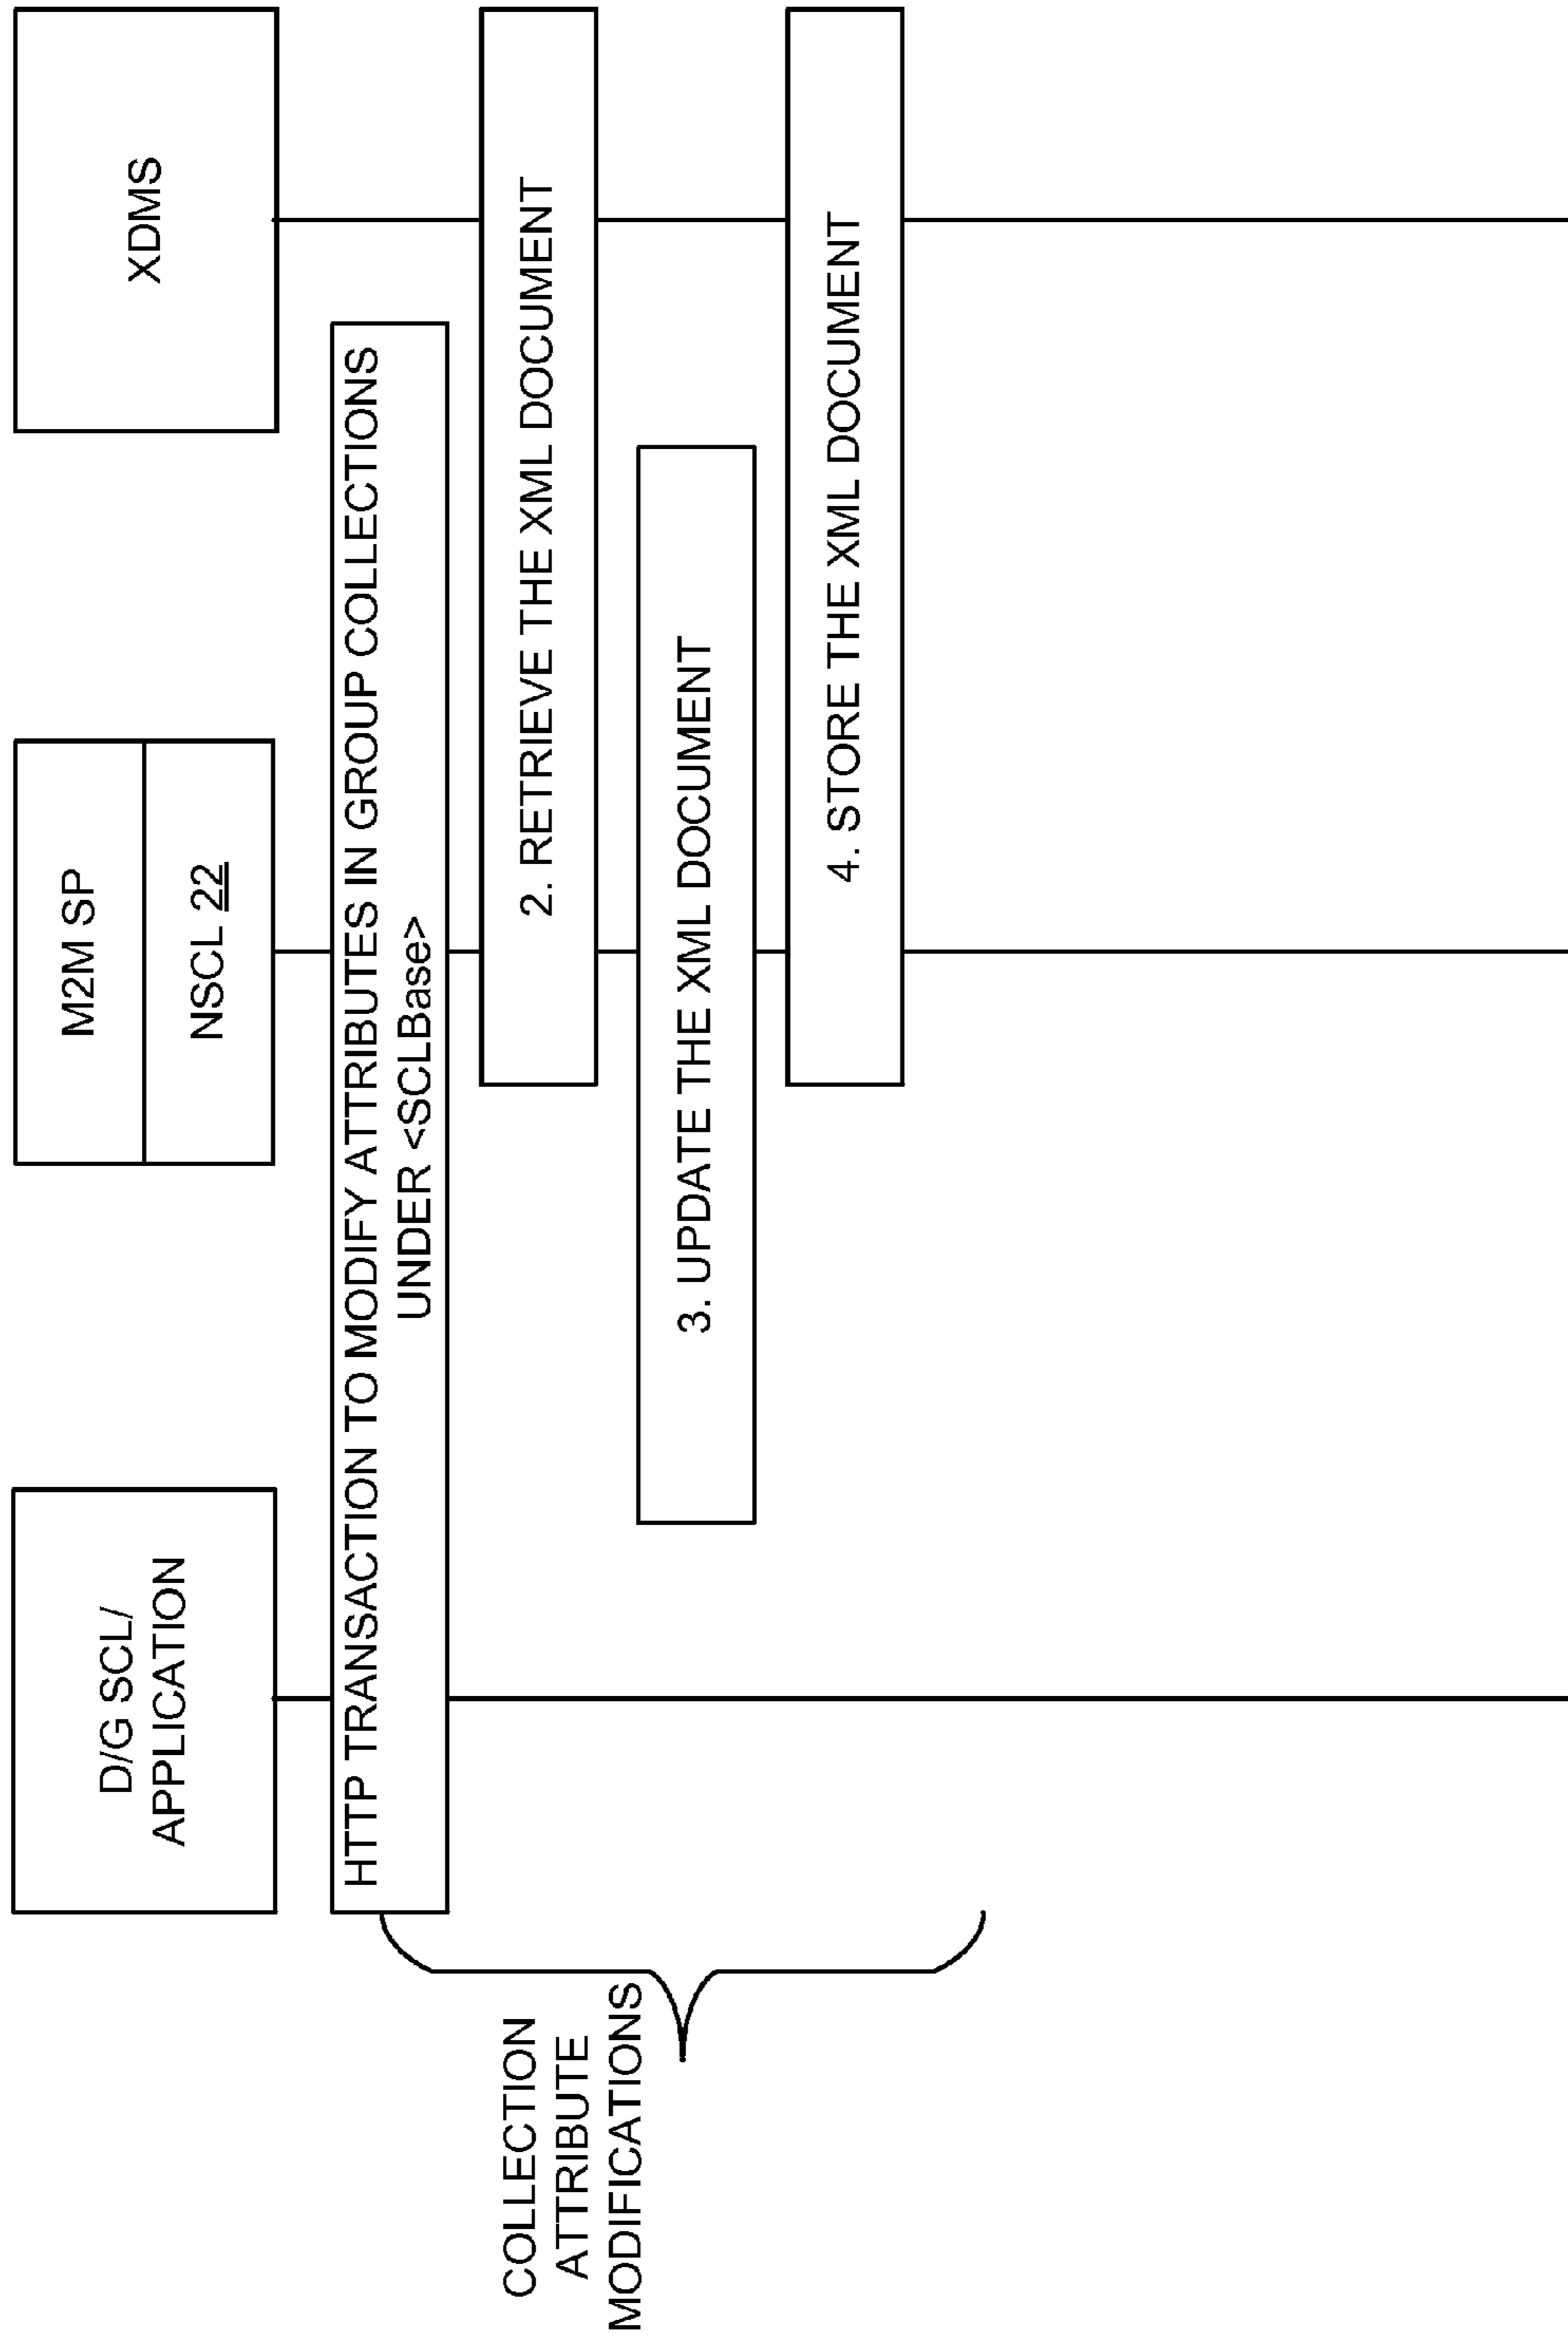 D/G SCL/
APPLICATION
M2M SP
NSCL 22
XDMS
HTTP TRANSACTION TO MODIFY ATTRIBUTES IN GROUP COLLECTIONS
UNDER <SCLBase>
2. RETRIEVE THE XML DOCUMENT
3. UPDATE THE XML DOCUMENT
4. STORE THE XML DOCUMENT
COLLECTION
ATTRIBUTE
MODIFICATIONS